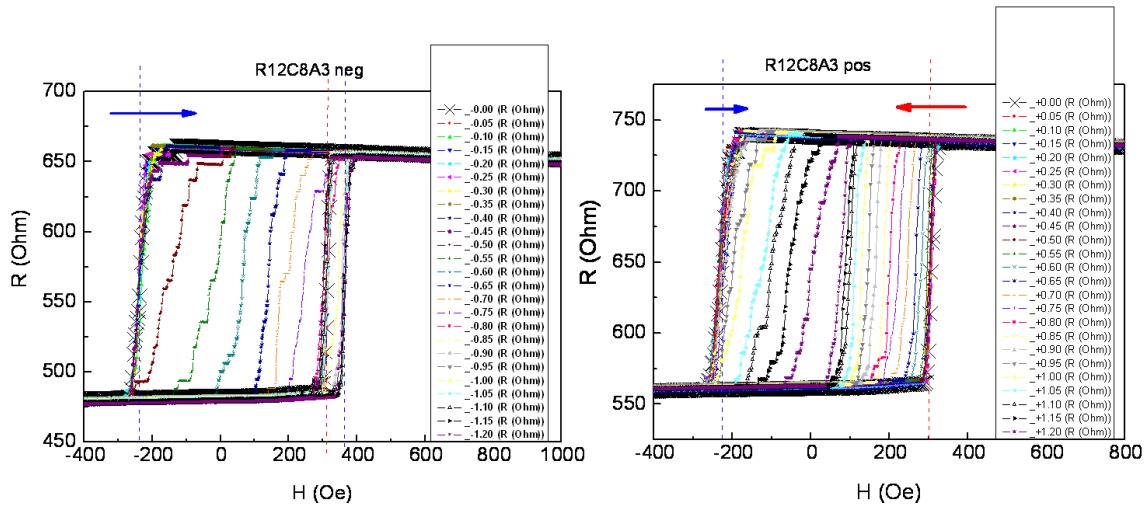 R12C8A3 neg
700
650
600
550
500
450
R (Ohm)
-400
-200
0
200
400
600
800
1000
H (Oe)
_-0.00 (R (Ohm))
_-0.05 (R (Ohm))
_-0.10 (R (Ohm))
_-0.15 (R (Ohm))
_-0.20 (R (Ohm))
_-0.25 (R (Ohm))
_-0.30 (R (Ohm))
_-0.35 (R (Ohm))
_-0.40 (R (Ohm))
_-0.45 (R (Ohm))
_-0.50 (R (Ohm))
_-0.55 (R (Ohm))
_-0.60 (R (Ohm))
_-0.65 (R (Ohm))
_-0.70 (R (Ohm))
_-0.75 (R (Ohm))
_-0.80 (R (Ohm))
_-0.85 (R (Ohm))
_-0.90 (R (Ohm))
_-0.95 (R (Ohm))
_-1.00 (R (Ohm))
_-1.05 (R (Ohm))
_-1.10 (R (Ohm))
_-1.15 (R (Ohm))
_-1.20 (R (Ohm))
R12C8A3 pos
750
700
650
600
550
R (Ohm)
-400
-200
0
200
400
600
800
H (Oe)
_+0.00 (R (Ohm))
_+0.05 (R (Ohm))
_+0.10 (R (Ohm))
_+0.15 (R (Ohm))
_+0.20 (R (Ohm))
_+0.25 (R (Ohm))
_+0.30 (R (Ohm))
_+0.35 (R (Ohm))
_+0.40 (R (Ohm))
_+0.45 (R (Ohm))
_+0.50 (R (Ohm))
_+0.55 (R (Ohm))
_+0.60 (R (Ohm))
_+0.65 (R (Ohm))
_+0.70 (R (Ohm))
_+0.75 (R (Ohm))
_+0.80 (R (Ohm))
_+0.85 (R (Ohm))
_+0.90 (R (Ohm))
_+0.95 (R (Ohm))
_+1.00 (R (Ohm))
_+1.05 (R (Ohm))
_+1.10 (R (Ohm))
_+1.15 (R (Ohm))
_+1.20 (R (Ohm))